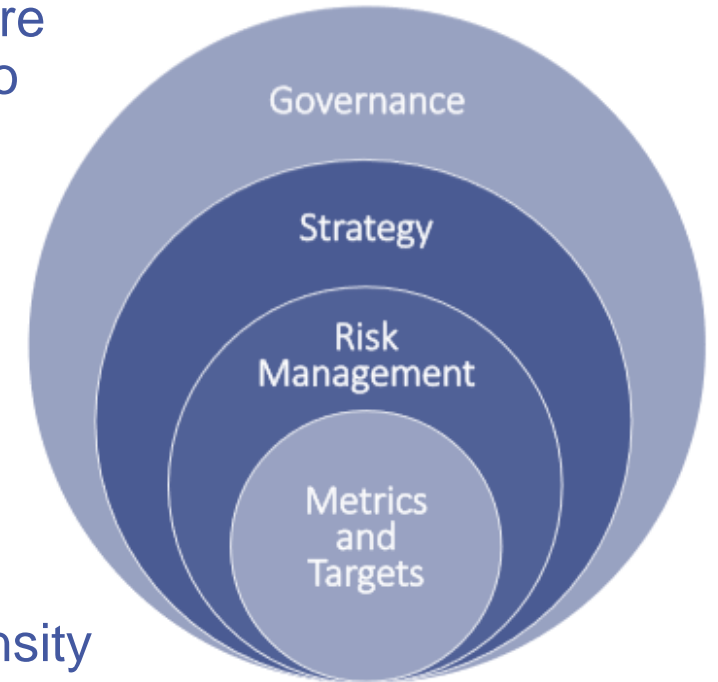 re
o
Governance
Strategy
Risk
Management
Metrics
and
Targets
nsity